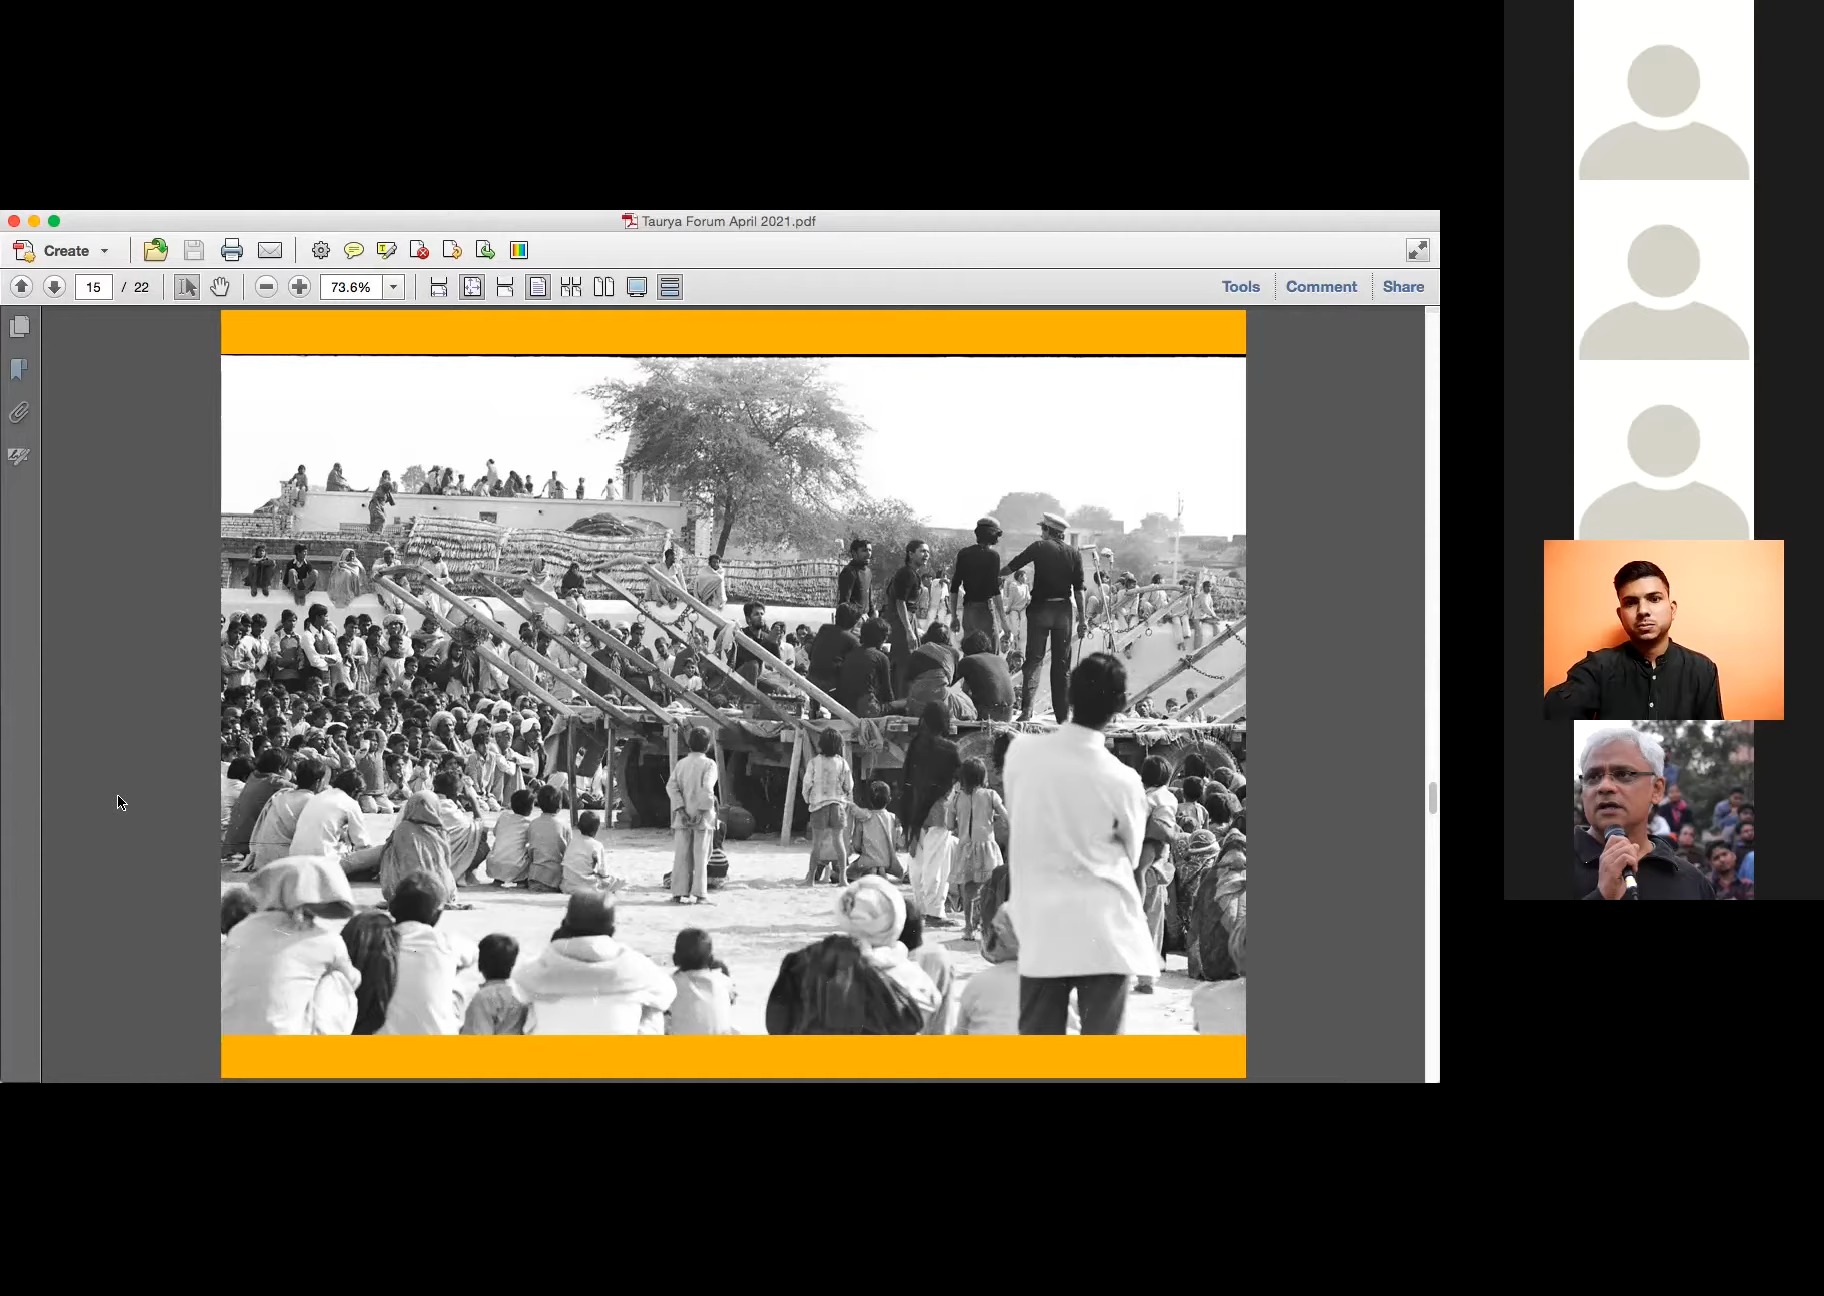 Taurya Forum April 2021.pdf
Create
15 / 22
73.6%
Tools
Comment
Share